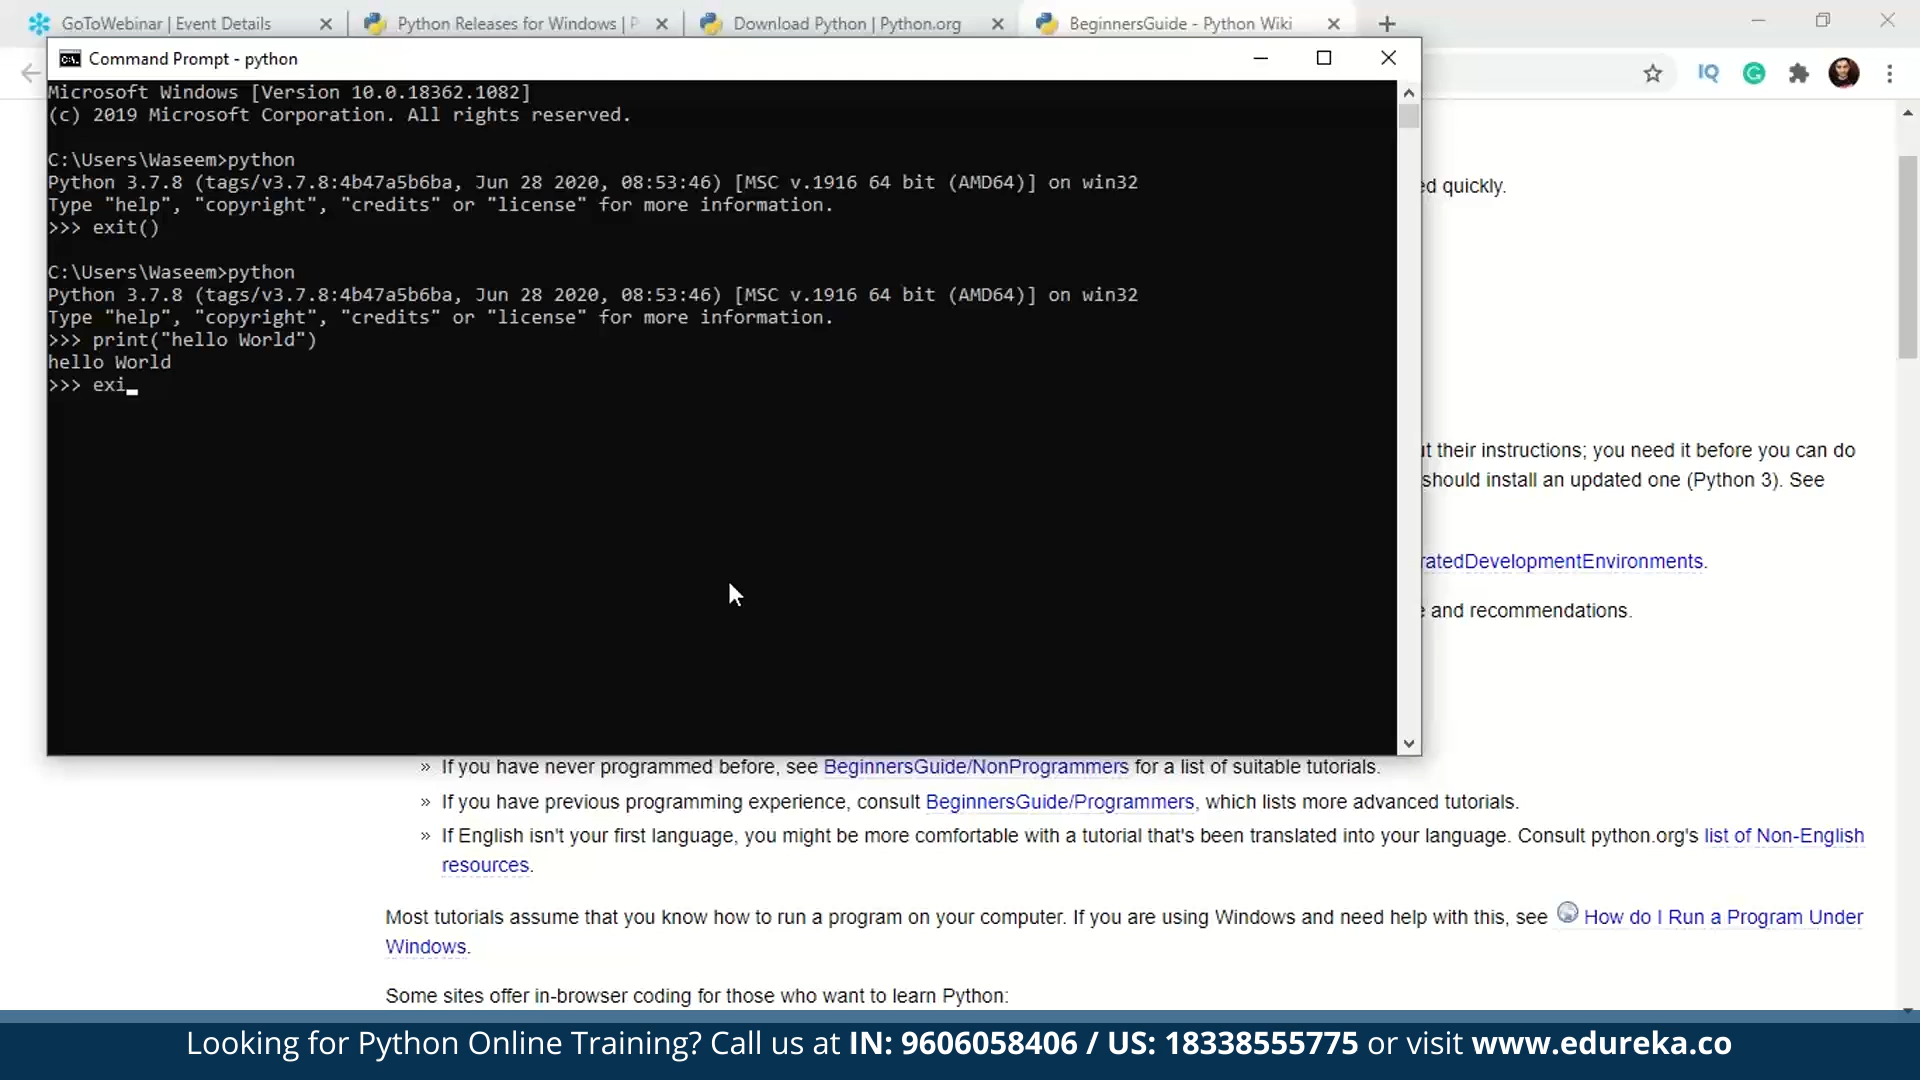 GoToWebinar | Event Details
Python Releases for Windows | P
Download Python | Python.org
BeginnersGuide - Python Wiki
Command Prompt - python
IQ
Microsoft Windows [Version 10.0.18362.1082]
(c) 2019 Microsoft Corporation. All rights reserved.
C:\Users\Waseem>python
Python 3.7.8 (tags/v3.7.8:4b47a5b6ba, Jun 28 2020, 08:53:46) [MSC v.1916 64 bit (AMD64)] on win32
Type "help", "copyright", "credits" or "license" for more information.
>>> exit()
C:\Users\Waseem>python
Python 3.7.8 (tags/v3.7.8:4b47a5b6ba, Jun 28 2020, 08:53:46) [MSC v.1916 64 bit (AMD64)] on win32
Type "help", "copyright", "credits" or "license" for more information.
>>> print("hello World")
hello World
>>> exi
ed quickly.
ut their instructions; you need it before you can do
should install an updated one (Python 3). See
ratedDevelopmentEnvironments.
e and recommendations.
» If you have never programmed before, see BeginnersGuide/NonProgrammers for a list of suitable tutorials.
» If you have previous programming experience, consult BeginnersGuide/Programmers, which lists more advanced tutorials.
» If English isn't your first language, you might be more comfortable with a tutorial that's been translated into your language. Consult python.org's list of Non-English
resources.
Most tutorials assume that you know how to run a program on your computer. If you are using Windows and need help with this, see How do I Run a Program Under
Windows.
Some sites offer in-browser coding for those who want to learn Python:
Looking for Python Online Training? Call us at IN: 9606058406 / US: 18338555775 or visit www.edureka.co